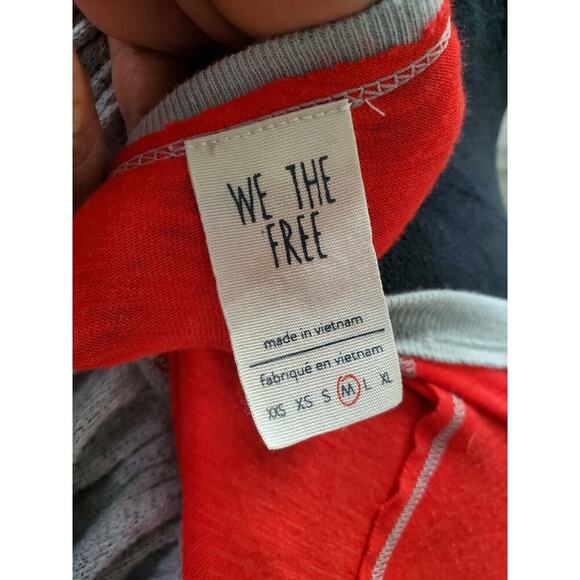 WE THE
FREE
made in vietnam
fabriqué en vietnam
XXS XS S M L XL